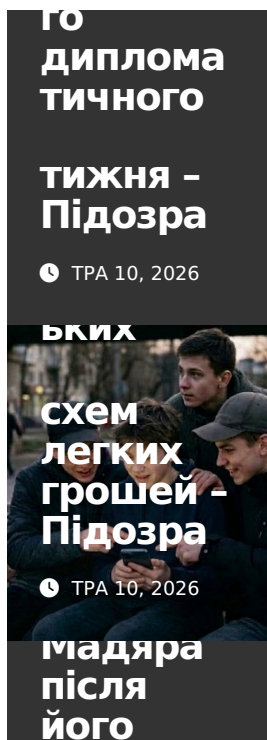 го
диплома
тичного
тижня –
Підозра
ТРА 10, 2026
ьких
схем
легких
грошей –
Підозра
ТРА 10, 2026
Мадяра
після
його